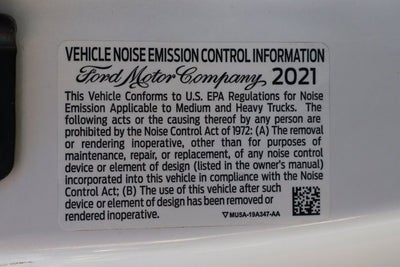 VEHICLE NOISE EMISSION CONTROL INFORMATION
Ford Motor Company 2021
This Vehicle Conforms to U.S. EPA Regulations for Noise
Emission Applicable to Medium and Heavy Trucks. The
following acts or the causing thereof by any person are
prohibited by the Noise Control Act of 1972: (A) The removal
or rendering inoperative, other than for purposes of
maintenance, repair, or replacement, of any noise control
device or element of design (listed in the owner's manual)
incorporated into this vehicle in compliance with the Noise
Control Act; (B) The use of this vehicle after such
device or element of design has been removed or
rendered inoperative.
MU5A-19A347-AA